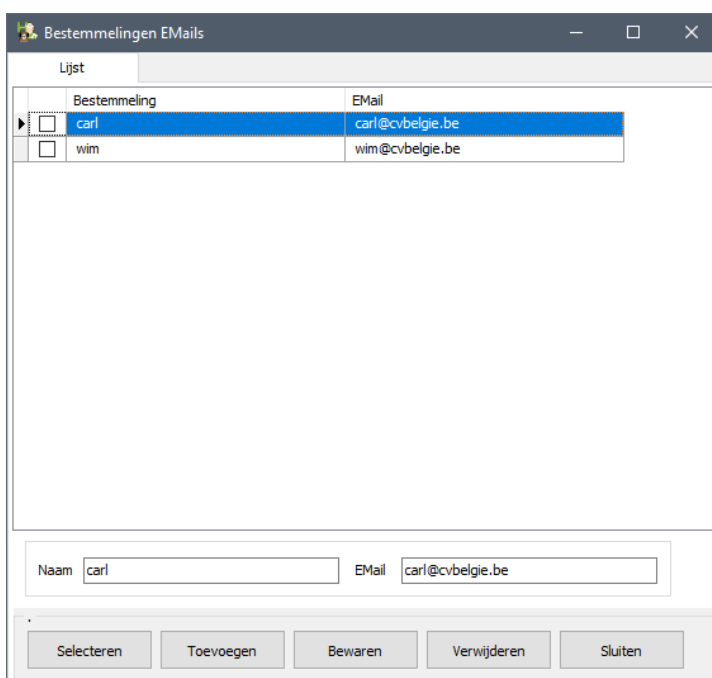 Bestemmelingen EMails
Lijst
Bestemmeling EMail
carl carl@cvbelgie.be
wim wim@cvbelgie.be
Naam carl EMail carl@cvbelgie.be
Selecteren Toevoegen Bewaren Verwijderen Sluiten